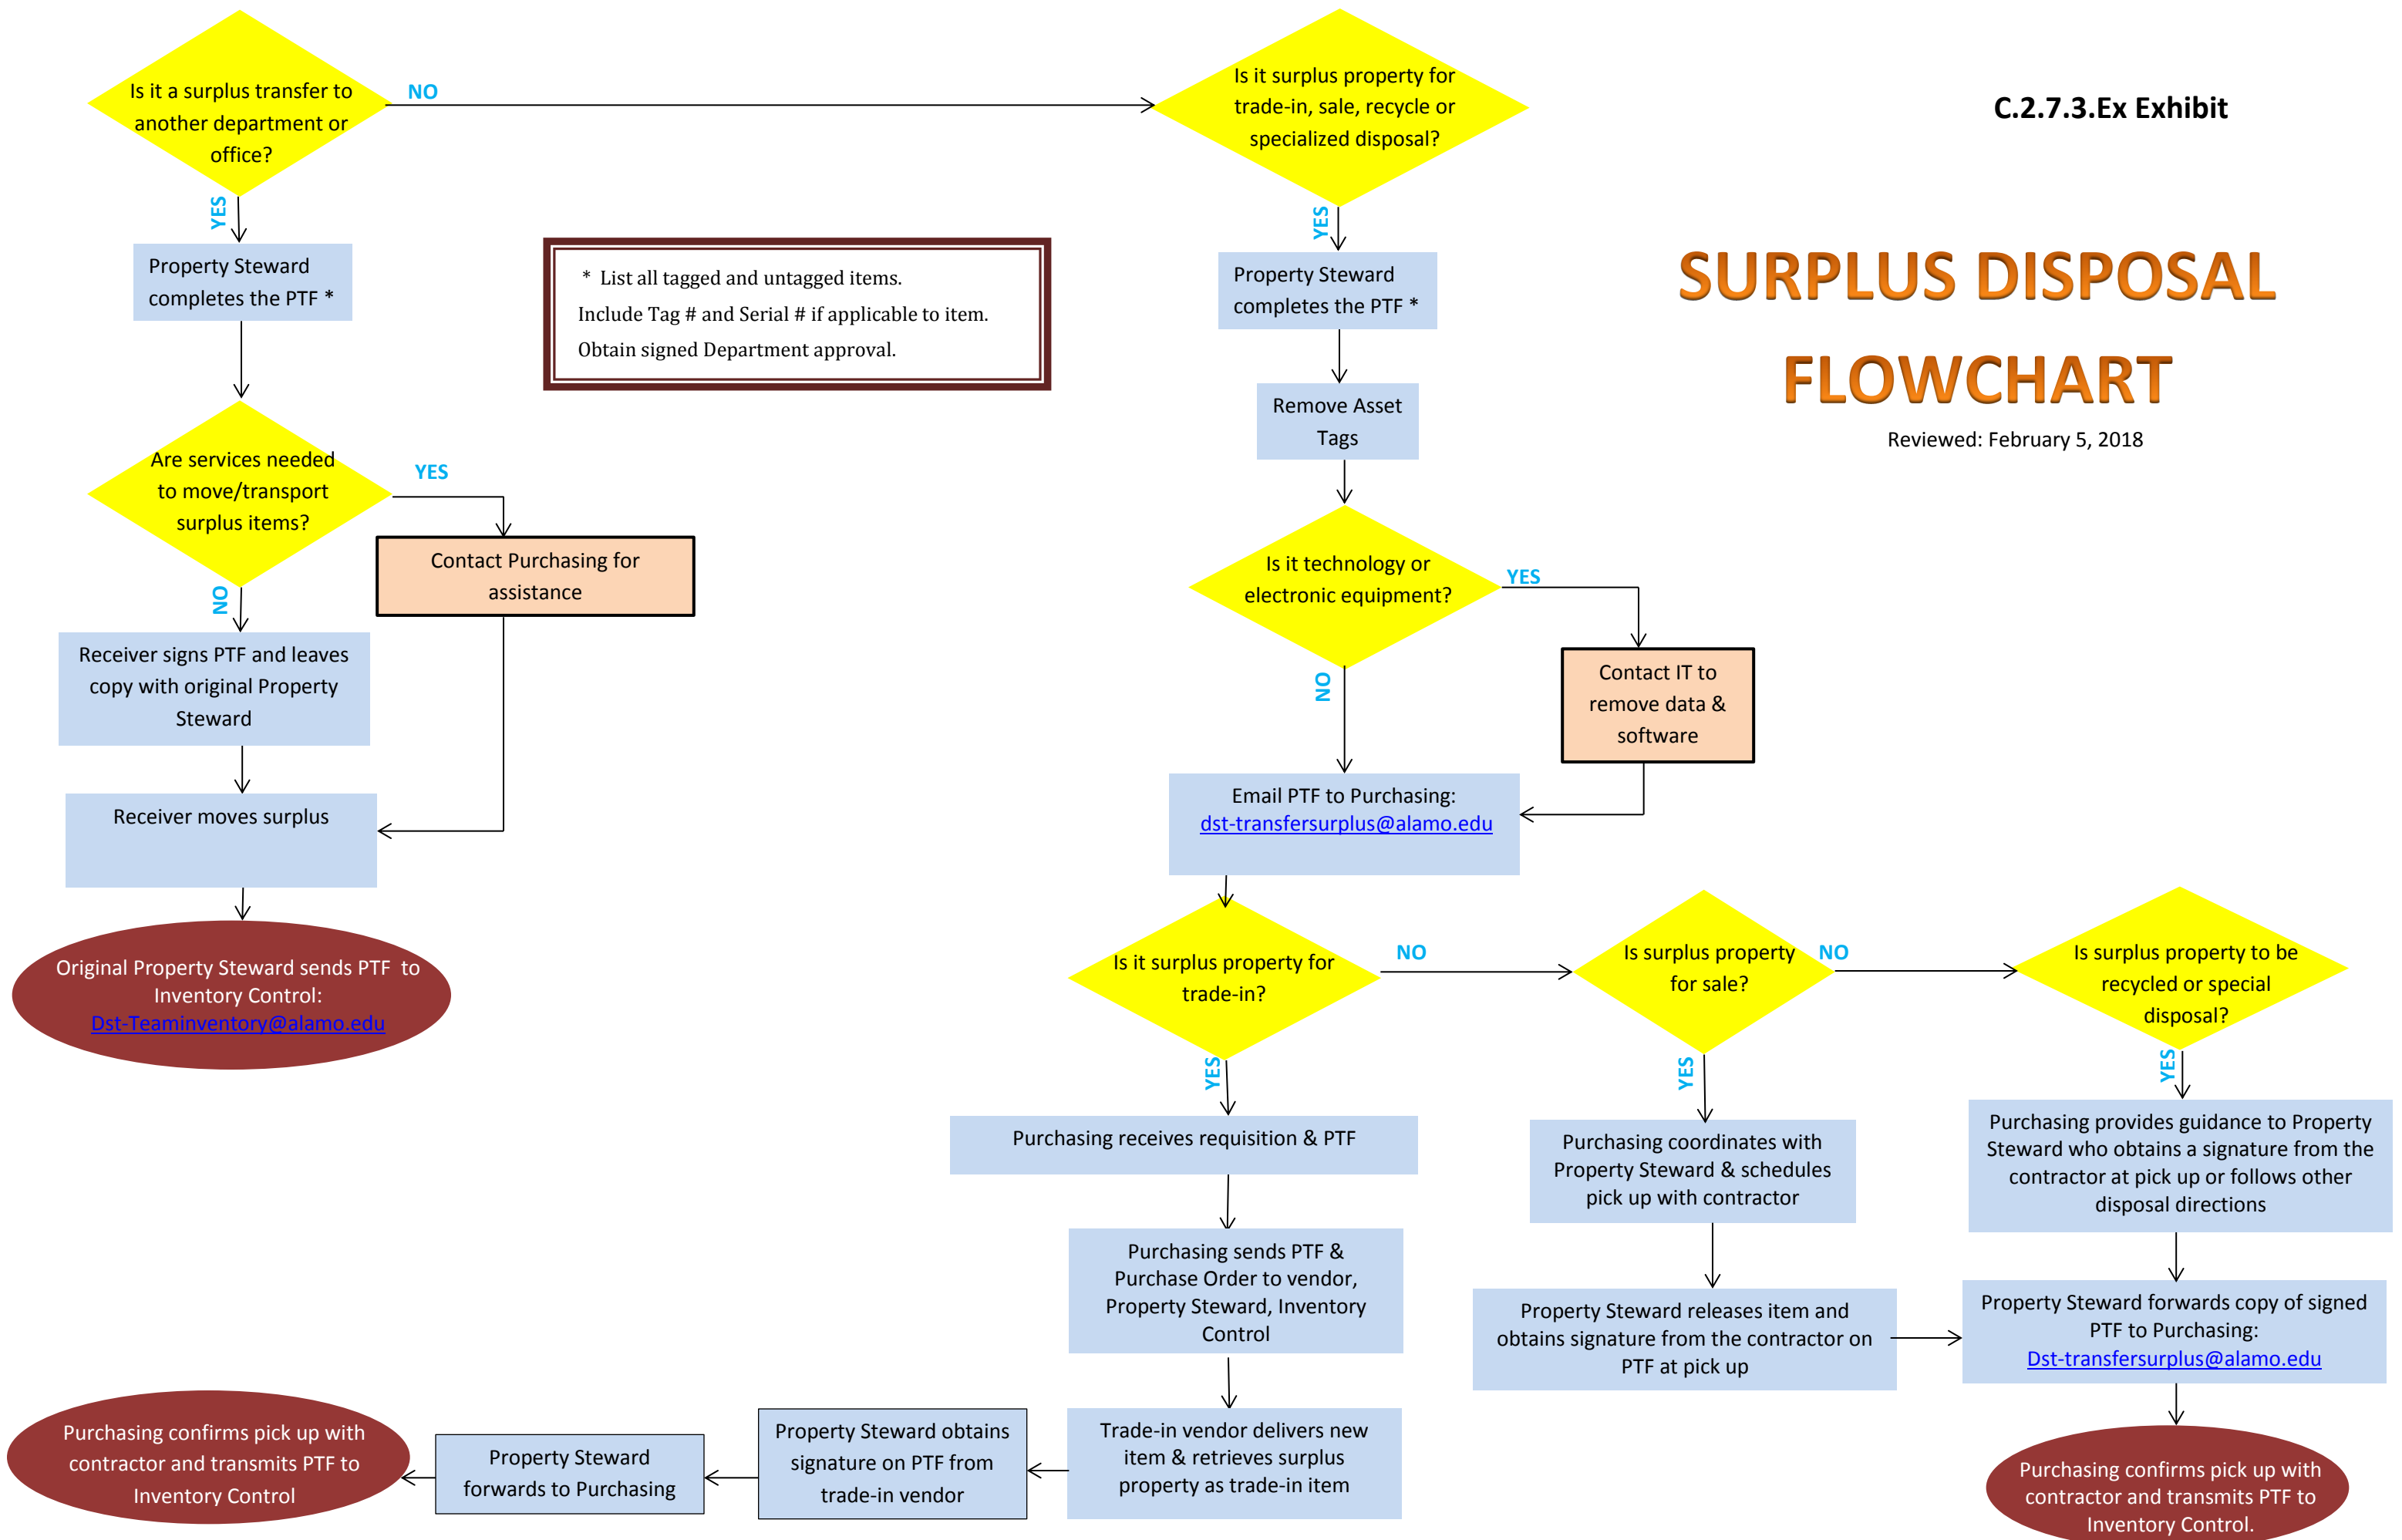 C.2.7.3.Ex Exhibit
SURPLUS DISPOSAL
FLOWCHART
Reviewed: February 5, 2018
Is it a surplus transfer to
another department or
office?
NO
YES
Property Steward
completes the PTF *
* List all tagged and untagged items.
Include Tag # and Serial # if applicable to item.
Obtain signed Department approval.
Are services needed
to move/transport
surplus items?
YES
Contact Purchasing for
assistance
NO
Receiver signs PTF and leaves
copy with original Property
Steward
Receiver moves surplus
Original Property Steward sends PTF to
Inventory Control:
Dst-Teaminventory@alamo.edu
Is it surplus property for
trade-in, sale, recycle or
specialized disposal?
YES
Property Steward
completes the PTF *
Remove Asset
Tags
Is it technology or
electronic equipment?
YES
Contact IT to
remove data &
software
NO
Email PTF to Purchasing:
dst-transfersurplus@alamo.edu
Is it surplus property for
trade-in?
NO
Is surplus property
for sale?
NO
Is surplus property to be
recycled or special
disposal?
YES
Purchasing receives requisition & PTF
Purchasing sends PTF &
Purchase Order to vendor,
Property Steward, Inventory
Control
Trade-in vendor delivers new
item & retrieves surplus
property as trade-in item
Property Steward obtains
signature on PTF from
trade-in vendor
Property Steward
forwards to Purchasing
Purchasing confirms pick up with
contractor and transmits PTF to
Inventory Control
YES
Purchasing coordinates with
Property Steward & schedules
pick up with contractor
Property Steward releases item and
obtains signature from the contractor on
PTF at pick up
YES
Purchasing provides guidance to Property
Steward who obtains a signature from the
contractor at pick up or follows other
disposal directions
Property Steward forwards copy of signed
PTF to Purchasing:
Dst-transfersurplus@alamo.edu
Purchasing confirms pick up with
contractor and transmits PTF to
Inventory Control.